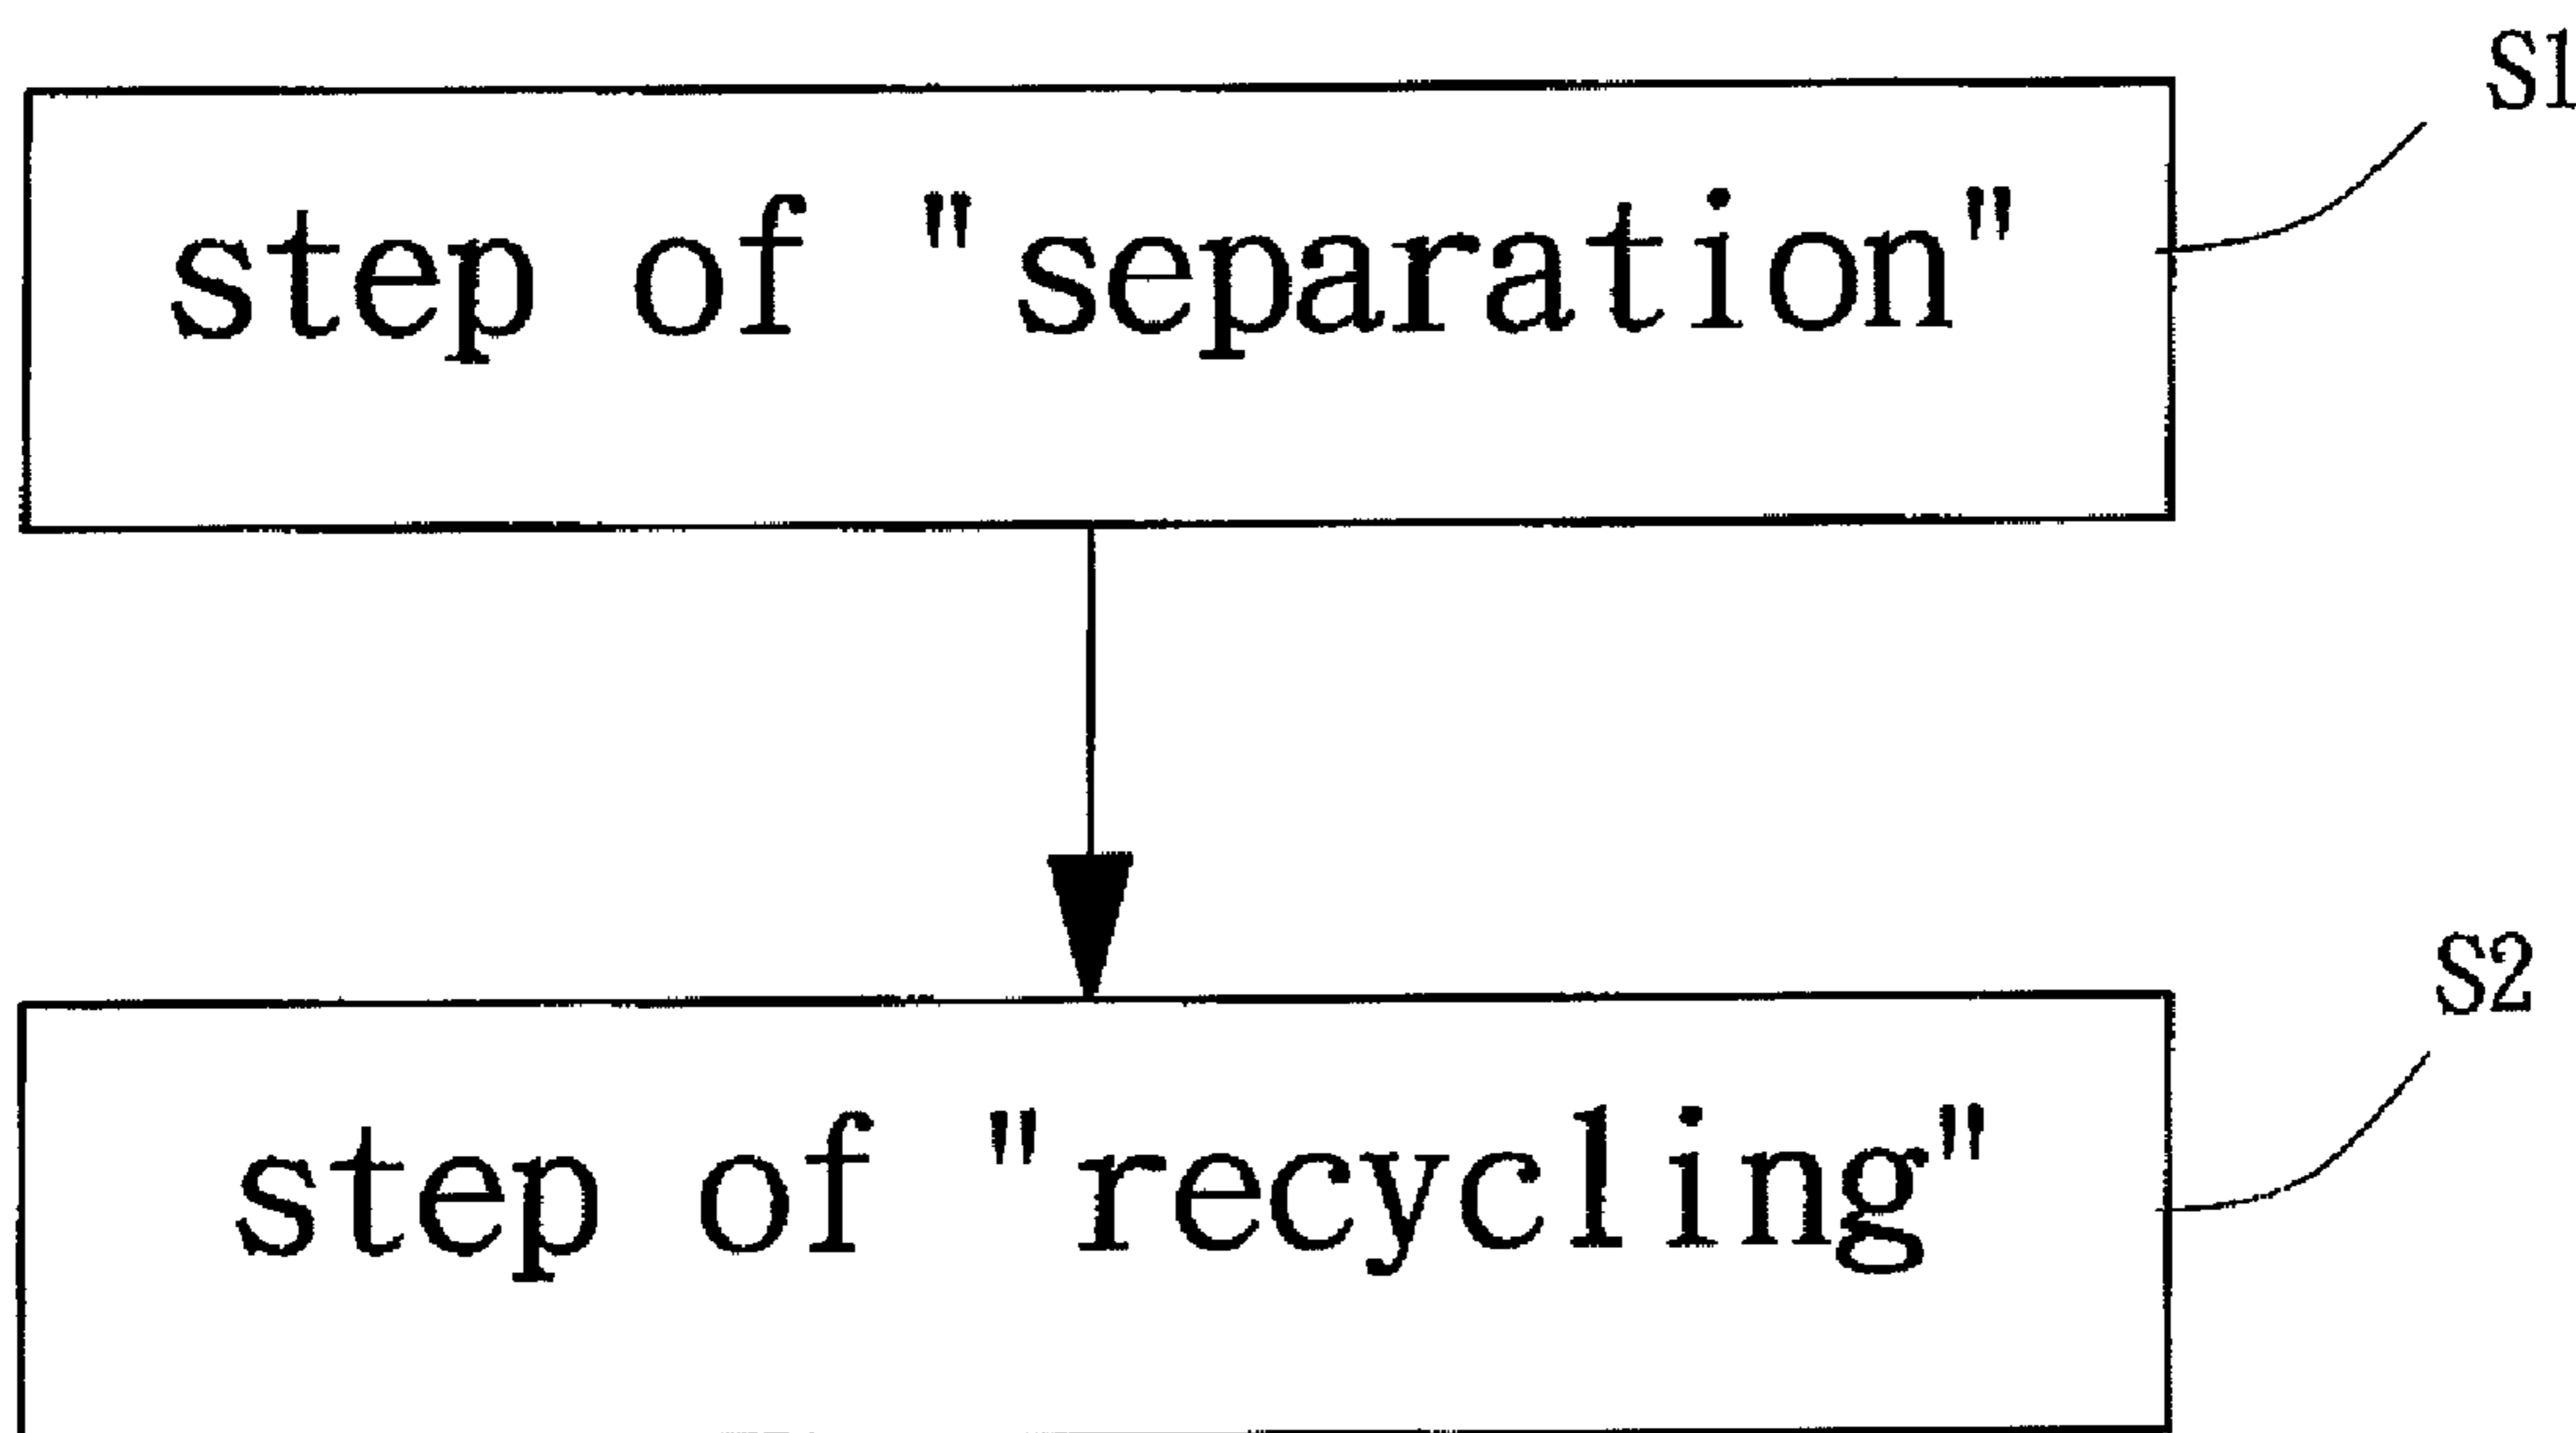 S1
step of "separation"
S2
step of "recycling"